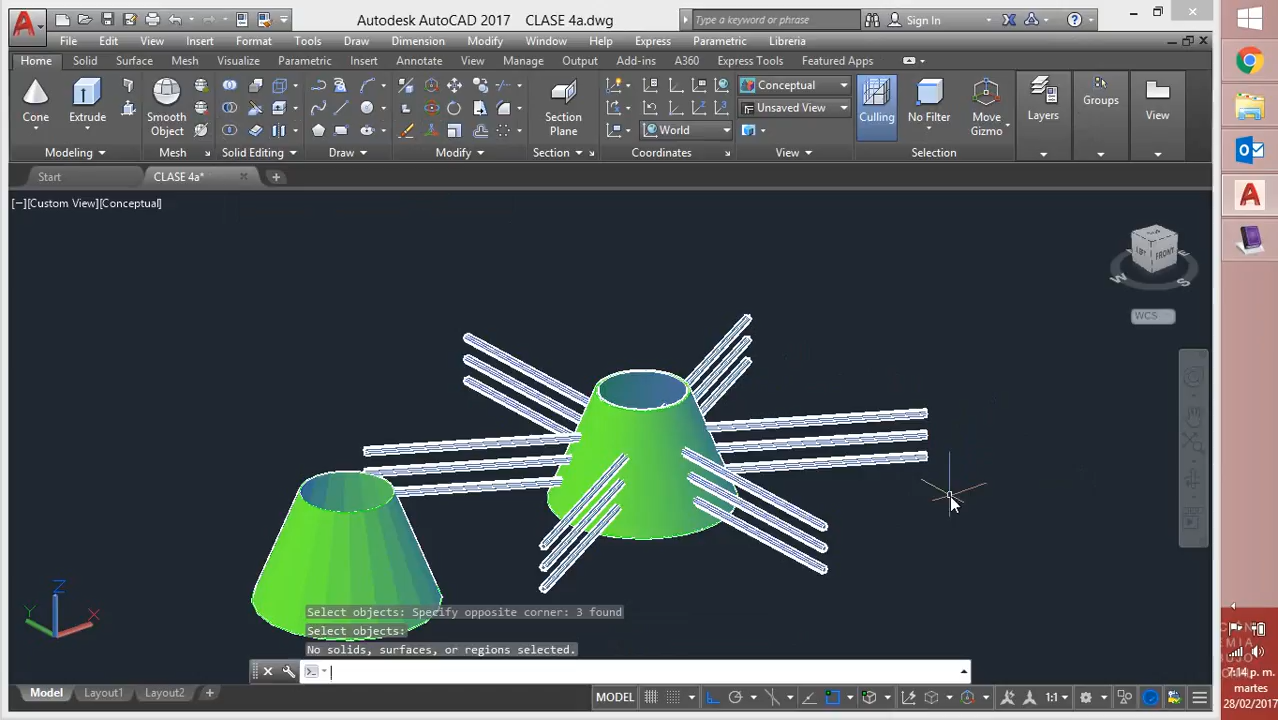 Autodesk AutoCAD 2017 CLASE 4a.dwg
Type a keyword or phrase
Sign In
File Edit View Insert Format Tools Draw Dimension Modify Window Help Express Parametric Libreria
Home Solid Surface Mesh Visualize Parametric Insert Annotate View Manage Output Add-ins A360 Express Tools Featured Apps
Cone
Extrude
Smooth
Object
Section
Plane
World
Conceptual
Unsaved View
Culling
No Filter
Move
Gizmo
Layers
Groups
View
Modeling Mesh Solid Editing Draw Modify Section Coordinates View Selection
Start
CLASE 4a*
[−][Custom View][Conceptual]
FRONT
W
S
E
WCS
Z
Y
X
Select objects: Specify opposite corner: 3 found
Select objects:
No solids, surfaces, or regions selected.
Model Layout1 Layout2
MODEL
1:1
7:14 p. m.
martes
28/02/2017